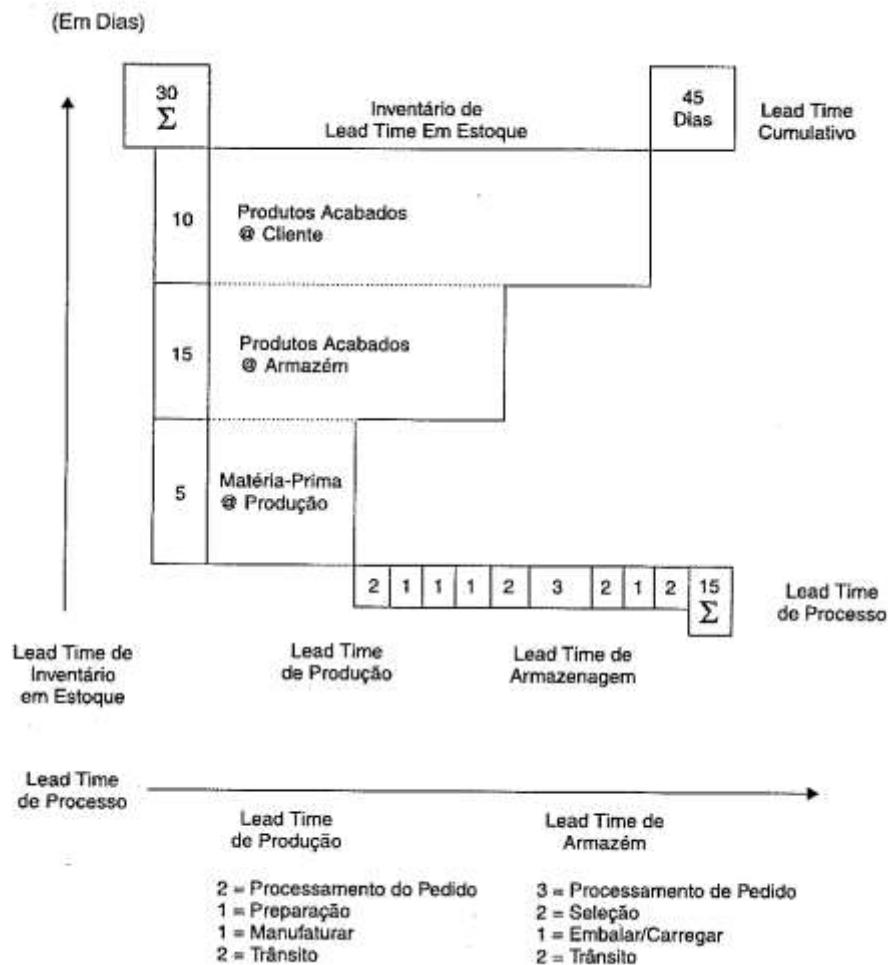 (Em Dias)
30
Σ
Inventário de
Lead Time Em Estoque
45
Dias
Lead Time
Cumulativo
10
Produtos Acabados
@ Cliente
15
Produtos Acabados
@ Armazém
5
Matéria-Prima
@ Produção
2 1 1 1 2 3 2 1 2 15
Σ
Lead Time
de Processo
Lead Time de
Inventário
em Estoque
Lead Time
de Produção
Lead Time de
Armazenagem
Lead Time
de Processo
Lead Time
de Produção
2 = Processamento do Pedido
1 = Preparação
1 = Manufaturar
2 = Trânsito
Lead Time de
Armazém
3 = Processamento de Pedido
2 = Seleção
1 = Embalar/Carregar
2 = Trânsito